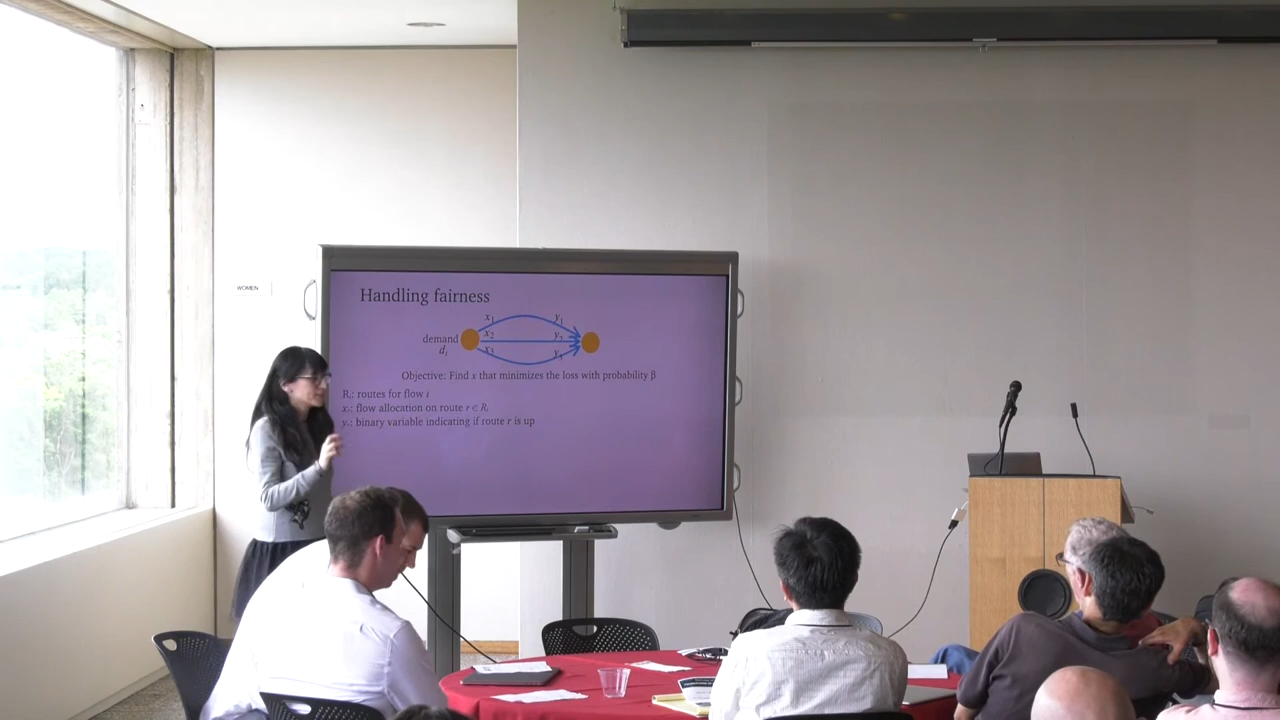 WOMEN
Handling fairness
x1 y1
demand x2 y2
di x3 y3
Objective: Find x that minimizes the loss with probability β
Ri: routes for flow i
xr: flow allocation on route r ∈ Ri
yr: binary variable indicating if route r is up